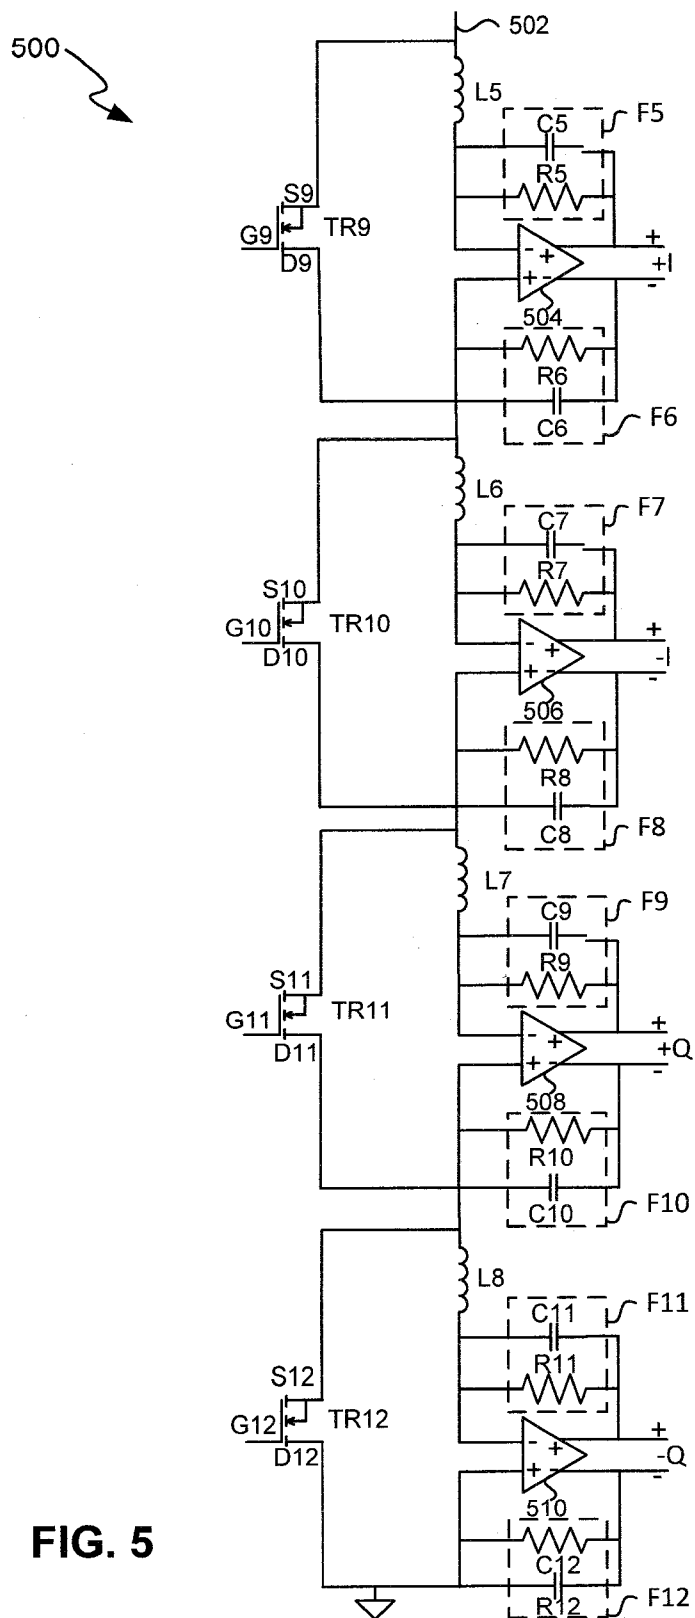 500
502
L5
F5
C5
R5
S9
G9
TR9
D9
- +
+ -
+
+I
-
504
R6
C6
F6
L6
F7
C7
R7
S10
G10
TR10
D10
- +
+ -
+
-I
-
506
R8
C8
F8
L7
F9
C9
R9
S11
G11
TR11
D11
- +
+ -
+
+Q
-
508
R10
C10
F10
L8
F11
C11
R11
S12
G12
TR12
D12
- +
+ -
+
-Q
-
510
C12
R12
F12
FIG. 5